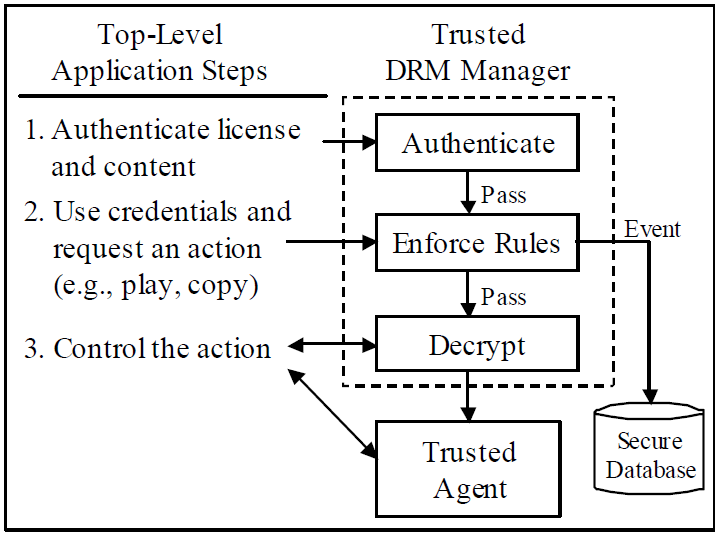 Top-Level
Application Steps
Trusted
DRM Manager
1. Authenticate license
and content
Authenticate
Pass
2. Use credentials and
request an action
(e.g., play, copy)
Enforce Rules
Event
Pass
3. Control the action
Decrypt
Trusted
Agent
Secure
Database